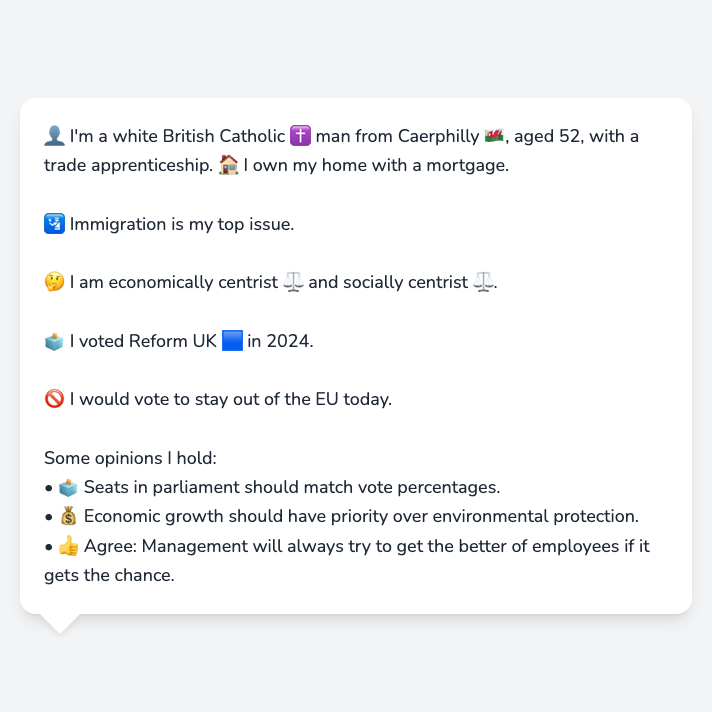 👤 I'm a white British Catholic ✝️ man from Caerphilly 🏴󠁧󠁢󠁷󠁬󠁳󠁿, aged 52, with a
trade apprenticeship. 🏠 I own my home with a mortgage.
🛂 Immigration is my top issue.
🤔 I am economically centrist ⚖️ and socially centrist ⚖️.
🗳️ I voted Reform UK 🟦 in 2024.
🚫 I would vote to stay out of the EU today.
Some opinions I hold:
• 🗳️ Seats in parliament should match vote percentages.
• 💰 Economic growth should have priority over environmental protection.
• 👍 Agree: Management will always try to get the better of employees if it
gets the chance.